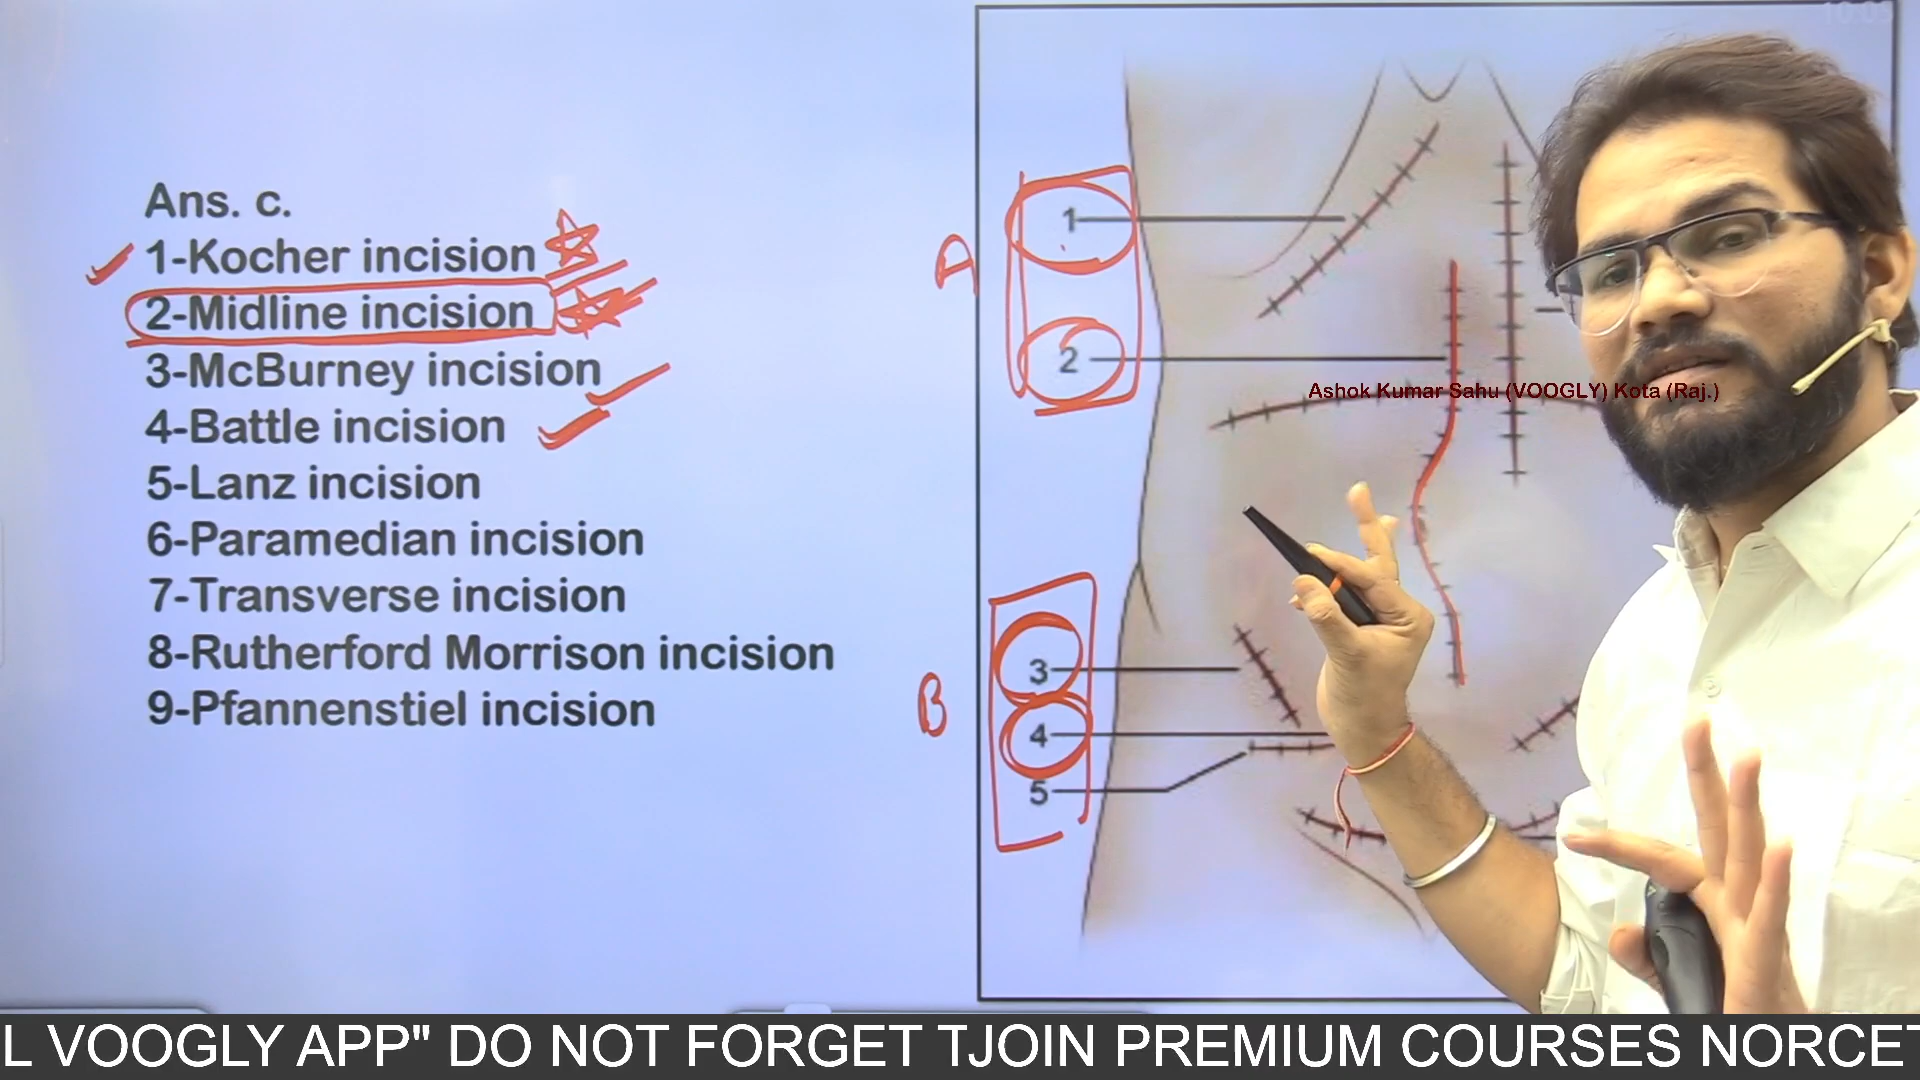 Ans. c.
1-Kocher incision
2-Midline incision
3-McBurney incision
4-Battle incision
5-Lanz incision
6-Paramedian incision
7-Transverse incision
8-Rutherford Morrison incision
9-Pfannenstiel incision
A
1
2
B
3
4
5
Ashok Kumar Sahu (VOOGLY) Kota (Raj.)
L VOOGLY APP" DO NOT FORGET TJOIN PREMIUM COURSES NORCET